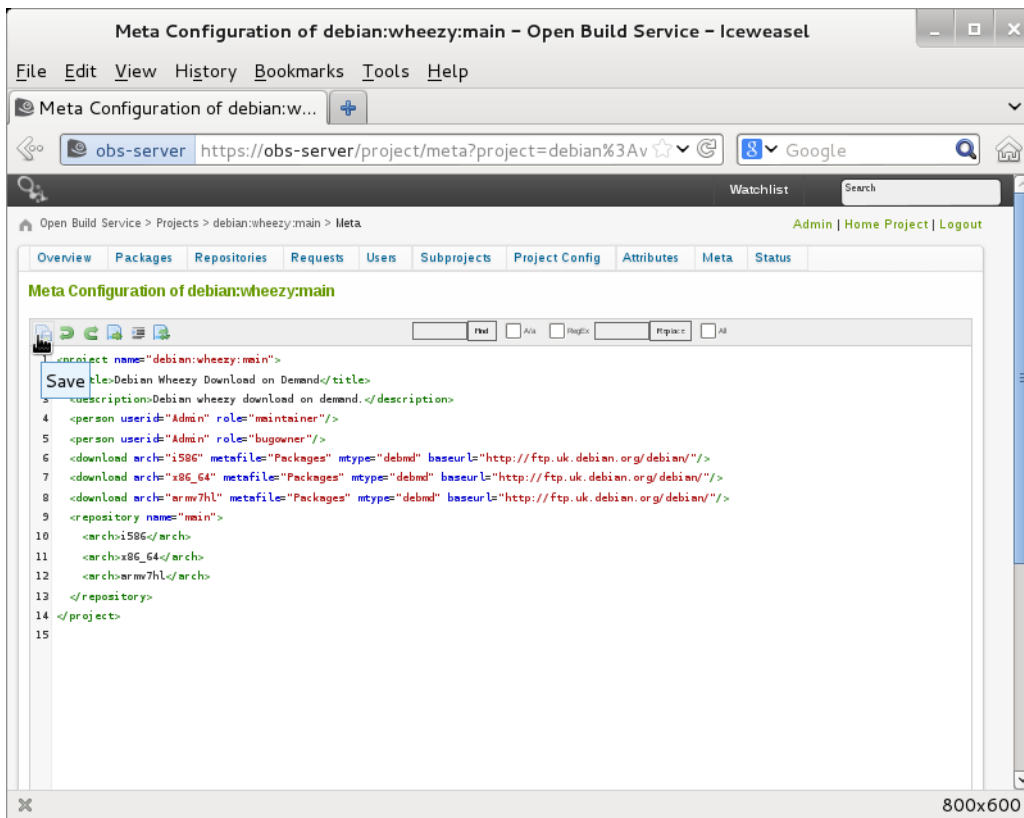 Meta Configuration of debian:wheezy:main – Open Build Service – Iceweasel
File Edit View History Bookmarks Tools Help
Meta Configuration of debian:w...
obs-server https://obs-server/project/meta?project=debian%3Av Google
Watchlist Search
Open Build Service > Projects > debian:wheezy:main > Meta Admin | Home Project | Logout
Overview Packages Repositories Requests Users Subprojects Project Config Attributes Meta Status
Meta Configuration of debian:wheezy:main
Find A/a RegEx Replace All
1 <project name="debian:wheezy:main">
Save
tle>Debian Wheezy Download on Demand</title>
3 <description>Debian wheezy download on demand.</description>
4 <person userid="Admin" role="maintainer"/>
5 <person userid="Admin" role="bugowner"/>
6 <download arch="i586" metafile="Packages" mtype="debmd" baseurl="http://ftp.uk.debian.org/debian/"/>
7 <download arch="x86_64" metafile="Packages" mtype="debmd" baseurl="http://ftp.uk.debian.org/debian/"/>
8 <download arch="armv7hl" metafile="Packages" mtype="debmd" baseurl="http://ftp.uk.debian.org/debian/"/>
9 <repository name="main">
10 <arch>i586</arch>
11 <arch>x86_64</arch>
12 <arch>armv7hl</arch>
13 </repository>
14 </project>
15
800x600